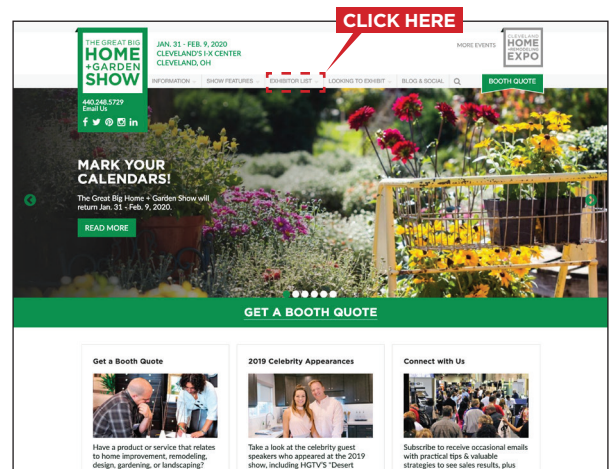 CLICK HERE
THE GREAT BIG
HOME
+GARDEN
SHOW
JAN. 31 - FEB. 9, 2020
CLEVELAND'S I-X CENTER
CLEVELAND, OH
MORE EVENTS
CLEVELAND
HOME
+REMODELING
EXPO
INFORMATION
SHOW FEATURES
EXHIBITOR LIST
LOOKING TO EXHIBIT
BLOG & SOCIAL
BOOTH QUOTE
440.248.5729
Email Us
MARK YOUR
CALENDARS!
The Great Big Home + Garden Show will
return Jan. 31 - Feb. 9, 2020.
READ MORE
GET A BOOTH QUOTE
Get a Booth Quote
Have a product or service that relates
to home improvement, remodeling,
design, gardening, or landscaping?
2019 Celebrity Appearances
Take a look at the celebrity guest
speakers who appeared at the 2019
show, including HGTV'S "Desert
Connect with Us
Subscribe to receive occasional emails
with practical tips & valuable
strategies to see sales results, plus